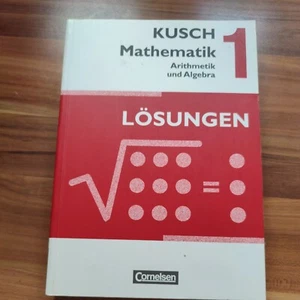 KUSCH
Mathematik
Arithmetik
und Algebra
1
LÖSUNGEN
Cornelsen